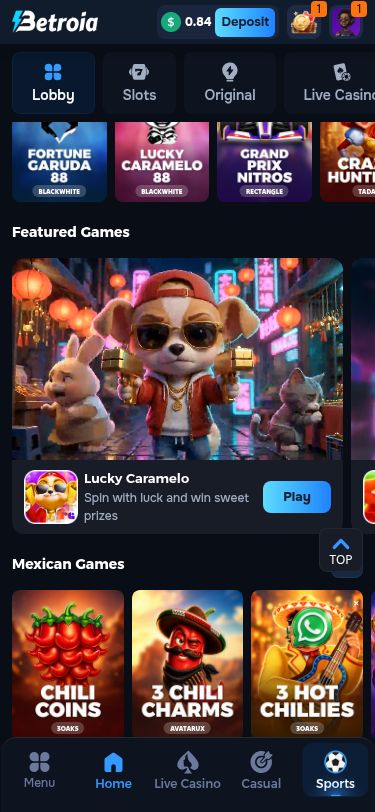 Betroia
$ 0.84 Deposit
1
1
Lobby
Slots
Original
Live Casino
FORTUNE
GARUDA
88
BLACKWHITE
LUCKY
CARAMELO
88
BLACKWHITE
GRAND
PRIX
NITROS
RECTANGLE
Featured Games
Lucky Caramelo
Spin with luck and win sweet
prizes
Play
TOP
Mexican Games
CHILI
COINS
3OAKS
3 CHILI
CHARMS
AVATARUX
3 HOT
CHILLIES
3OAKS
Menu
Home
Live Casino
Casual
Sports